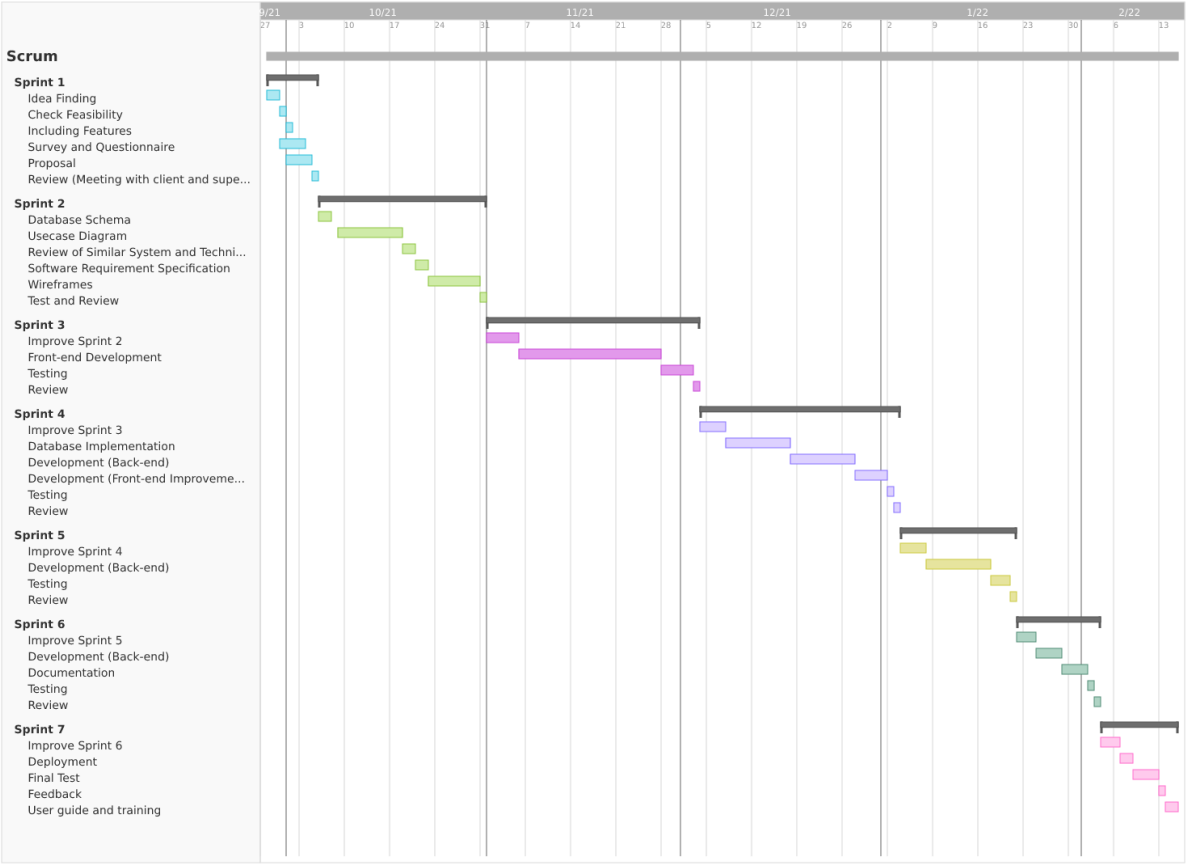 9/21 10/21 11/21 12/21 1/22 2/22
27 3 10 17 24 31 7 14 21 28 5 12 19 26 2 9 16 23 30 6 13
Scrum
Sprint 1
Idea Finding
Check Feasibility
Including Features
Survey and Questionnaire
Proposal
Review (Meeting with client and supe...
Sprint 2
Database Schema
Usecase Diagram
Review of Similar System and Techni...
Software Requirement Specification
Wireframes
Test and Review
Sprint 3
Improve Sprint 2
Front-end Development
Testing
Review
Sprint 4
Improve Sprint 3
Database Implementation
Development (Back-end)
Development (Front-end Improveme...
Testing
Review
Sprint 5
Improve Sprint 4
Development (Back-end)
Testing
Review
Sprint 6
Improve Sprint 5
Development (Back-end)
Documentation
Testing
Review
Sprint 7
Improve Sprint 6
Deployment
Final Test
Feedback
User guide and training